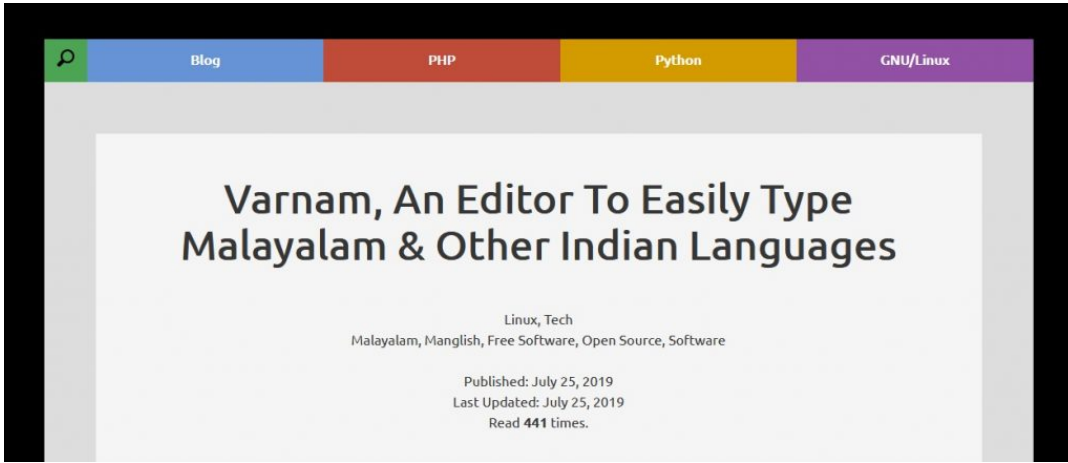 Blog PHP Python GNU/Linux
Varnam, An Editor To Easily Type
Malayalam & Other Indian Languages
Linux, Tech
Malayalam, Manglish, Free Software, Open Source, Software
Published: July 25, 2019
Last Updated: July 25, 2019
Read 441 times.